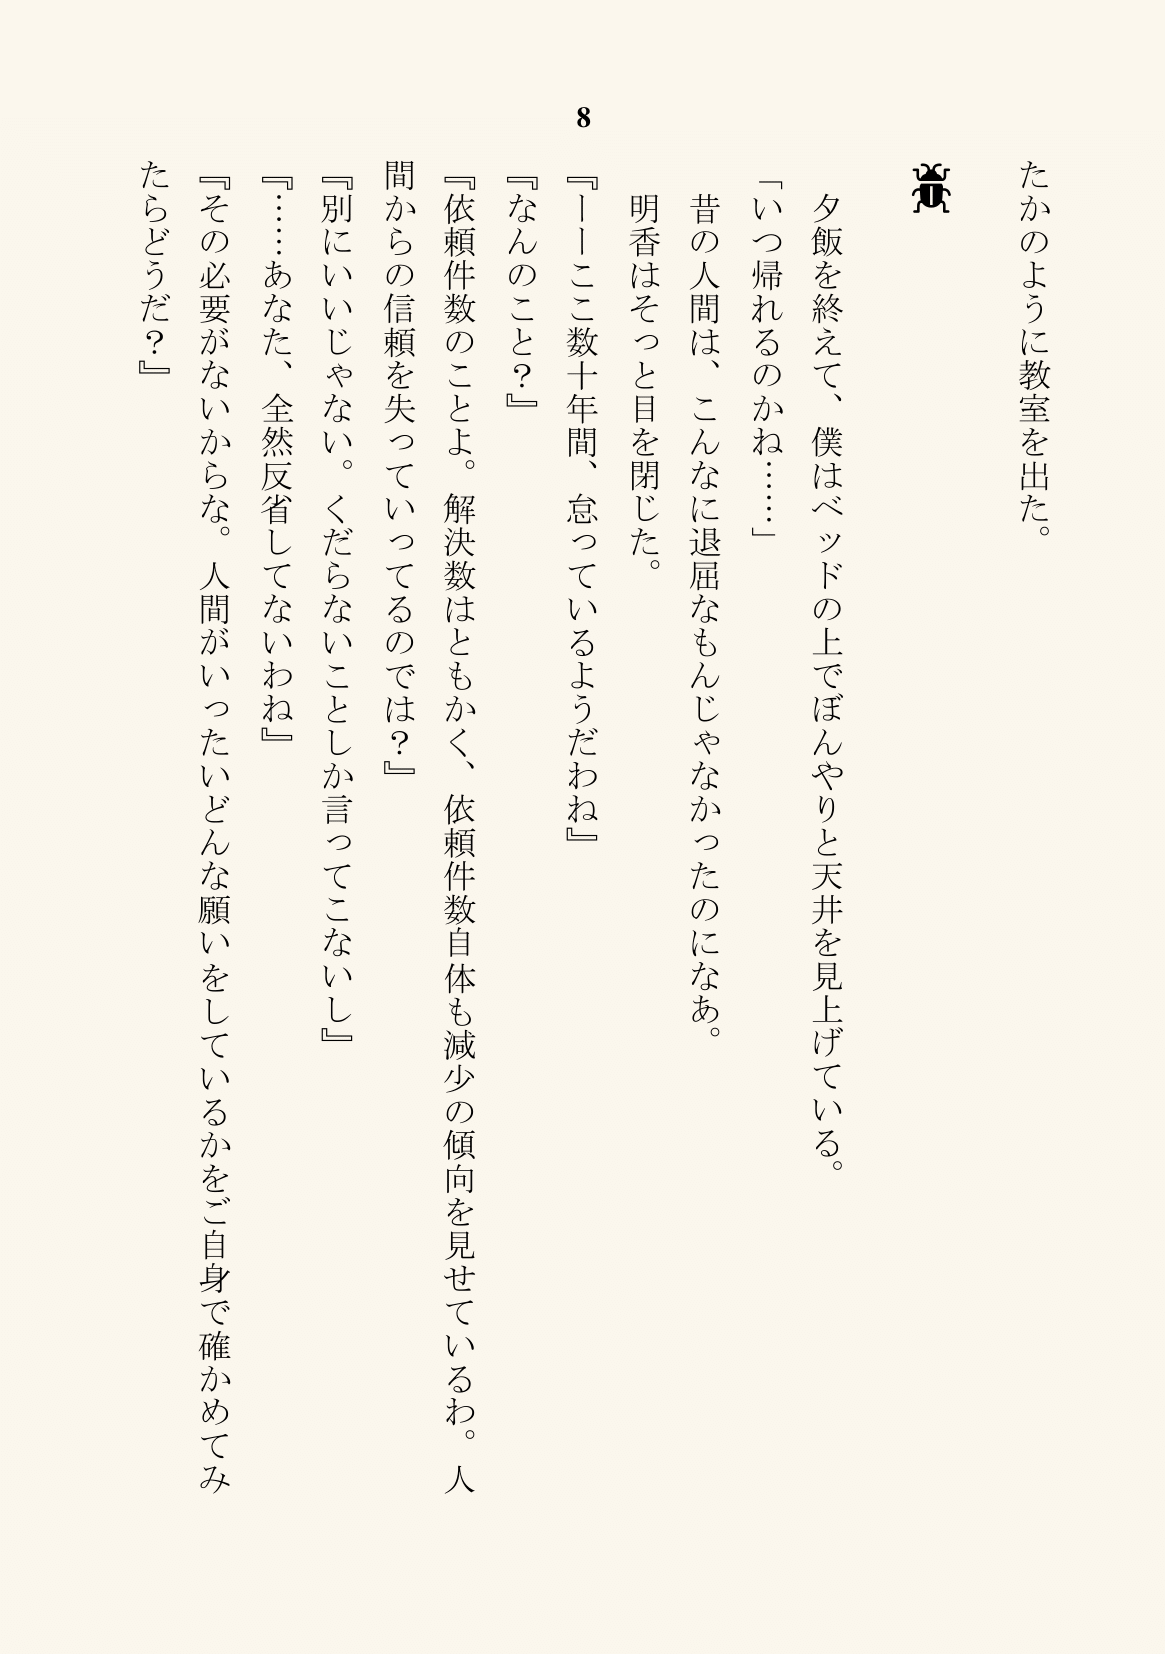 8
たかのように教室を出た。
夕飯を終えて、僕はベッドの上でぼんやりと天井を見上げている。
「いつ帰れるのかね……」
昔の人間は、こんなに退屈なもんじゃなかったのになあ。
明香はそっと目を閉じた。
『ーーここ数十年間、怠っているようだわね』
『なんのこと？』
『依頼件数のことよ。解決数はともかく、依頼件数自体も減少の傾向を見せているわ。人
間からの信頼を失っていってるのでは？』
『別にいいじゃない。くだらないことしか言ってこないし』
『……あなた、全然反省してないわね』
『その必要がないからな。人間がいったいどんな願いをしているかをご自身で確かめてみ
たらどうだ？』